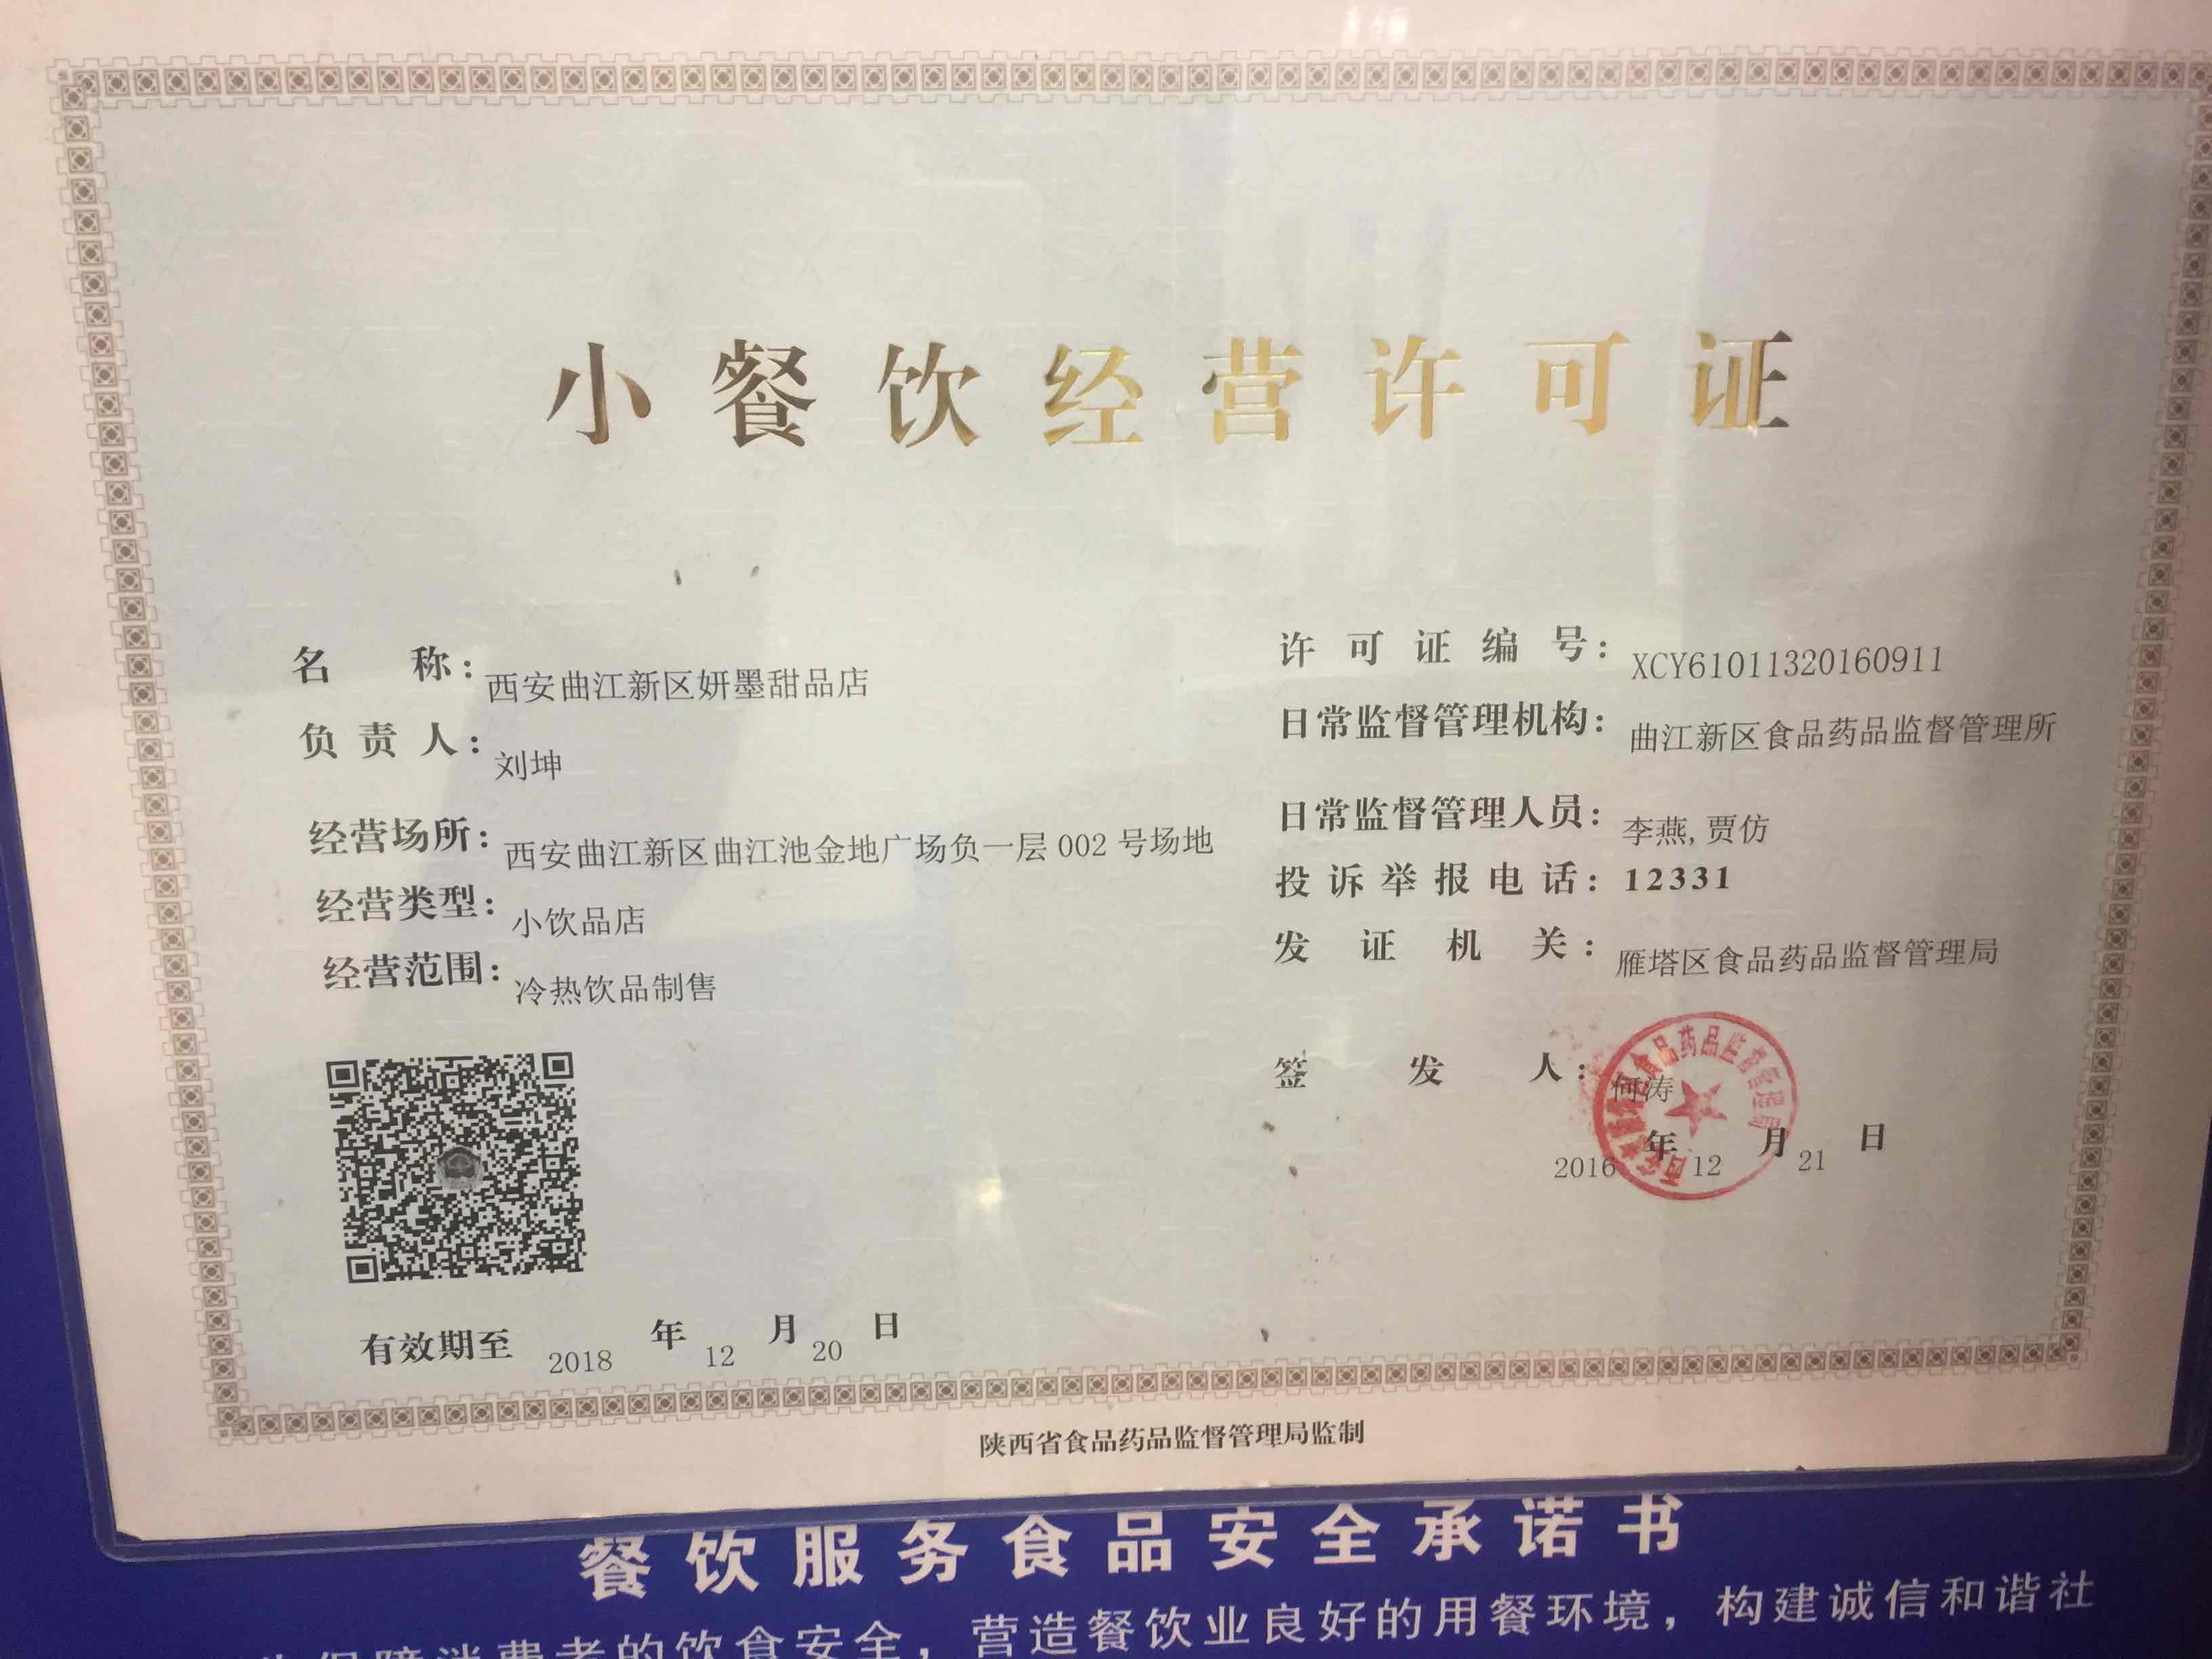 小餐饮经营许可证
名称：西安曲江新区妍墨甜品店
负责人：刘坤
经营场所：西安曲江新区曲江池金地广场负一层002号场地
经营类型：小饮品店
经营范围：冷热饮品制售
有效期至 2018 年 12 月 20 日
许可证编号：XCY61011320160911
日常监督管理机构：曲江新区食品药品监督管理所
日常监督管理人员：李燕,贾仿
投诉举报电话：12331
发证机关：雁塔区食品药品监督管理局
签发人：何涛
2016 年 12 月 21 日
食品药品监督管理局
陕西省食品药品监督管理局监制
餐饮服务食品安全承诺书
保障消费者的饮食安全，营造餐饮业良好的用餐环境，构建诚信和谐社